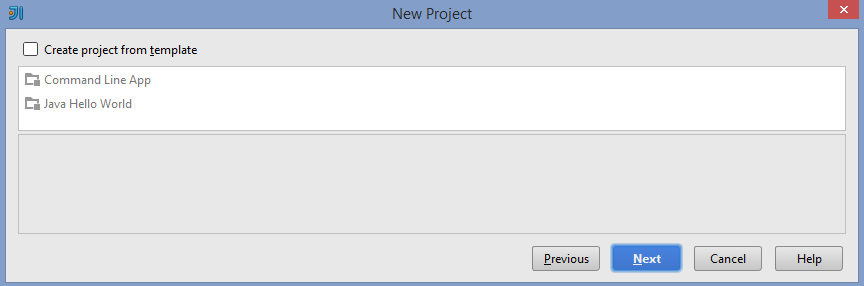 New Project
Create project from template
Command Line App
Java Hello World
Previous Next Cancel Help